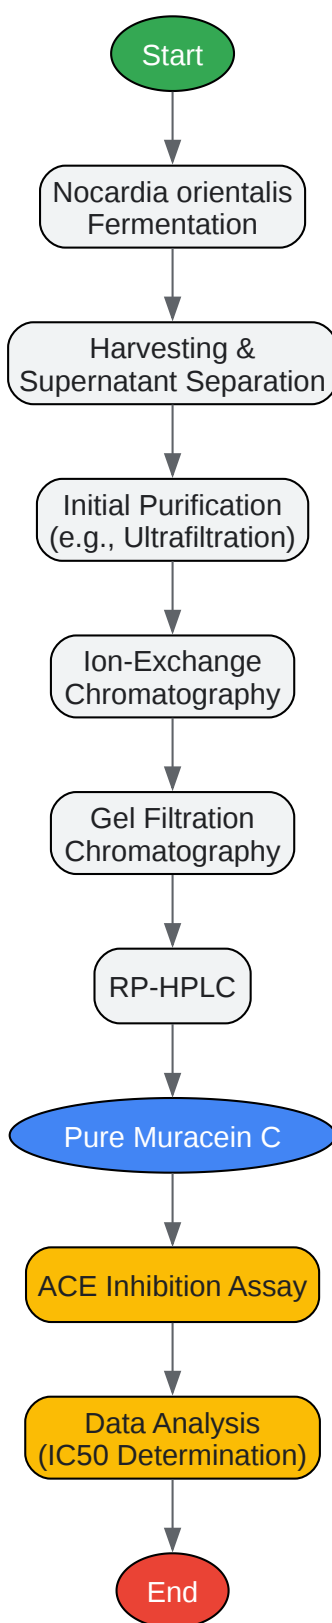 Start
Nocardia orientalis
Fermentation
Harvesting &
Supernatant Separation
Initial Purification
(e.g., Ultrafiltration)
Ion-Exchange
Chromatography
Gel Filtration
Chromatography
RP-HPLC
Pure Muracein C
ACE Inhibition Assay
Data Analysis
(IC50 Determination)
End